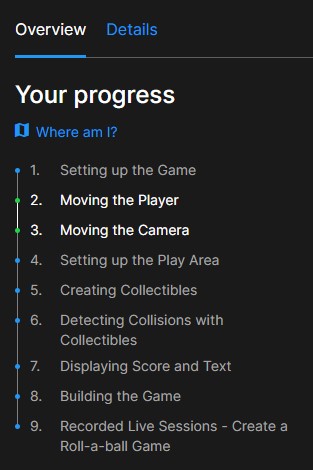 Overview Details
Your progress
Where am I?
1. Setting up the Game
2. Moving the Player
3. Moving the Camera
4. Setting up the Play Area
5. Creating Collectibles
6. Detecting Collisions with
Collectibles
7. Displaying Score and Text
8. Building the Game
9. Recorded Live Sessions - Create a
Roll-a-ball Game